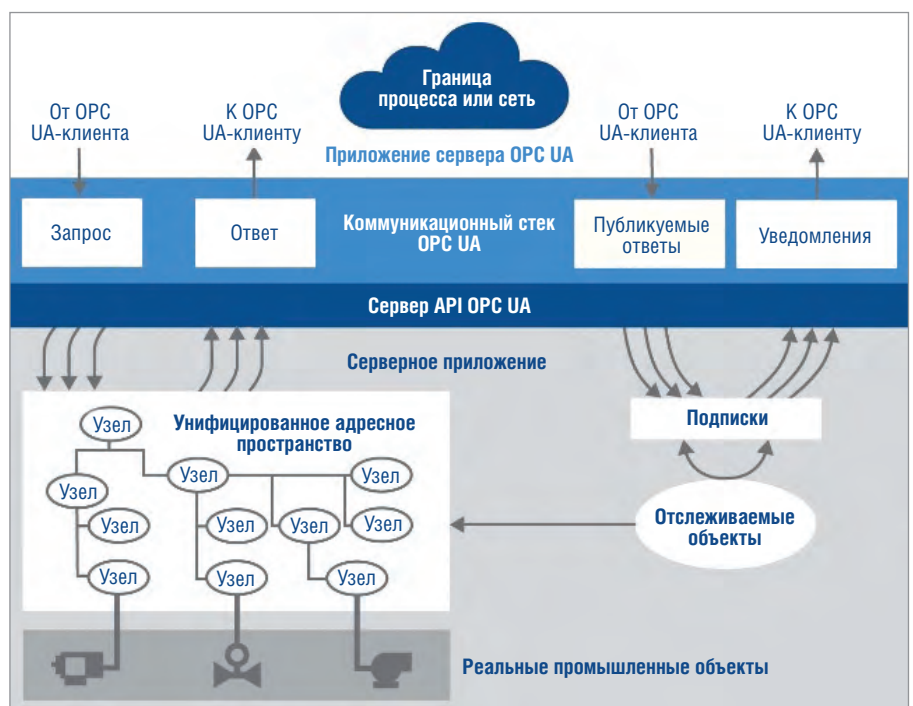 Граница
процесса или сеть
От OPC
UA-клиента
К OPC
UA-клиенту
От OPC
UA-клиента
К OPC
UA-клиенту
Приложение сервера OPC UA
Запрос
Ответ
Коммуникационный стек
OPC UA
Публикуемые
ответы
Уведомления
Сервер API OPC UA
Серверное приложение
Унифицированное адресное
пространство
Узел
Узел
Узел
Узел
Узел
Узел
Узел
Узел
Узел
Узел
Узел
Подписки
Отслеживаемые
объекты
Реальные промышленные объекты